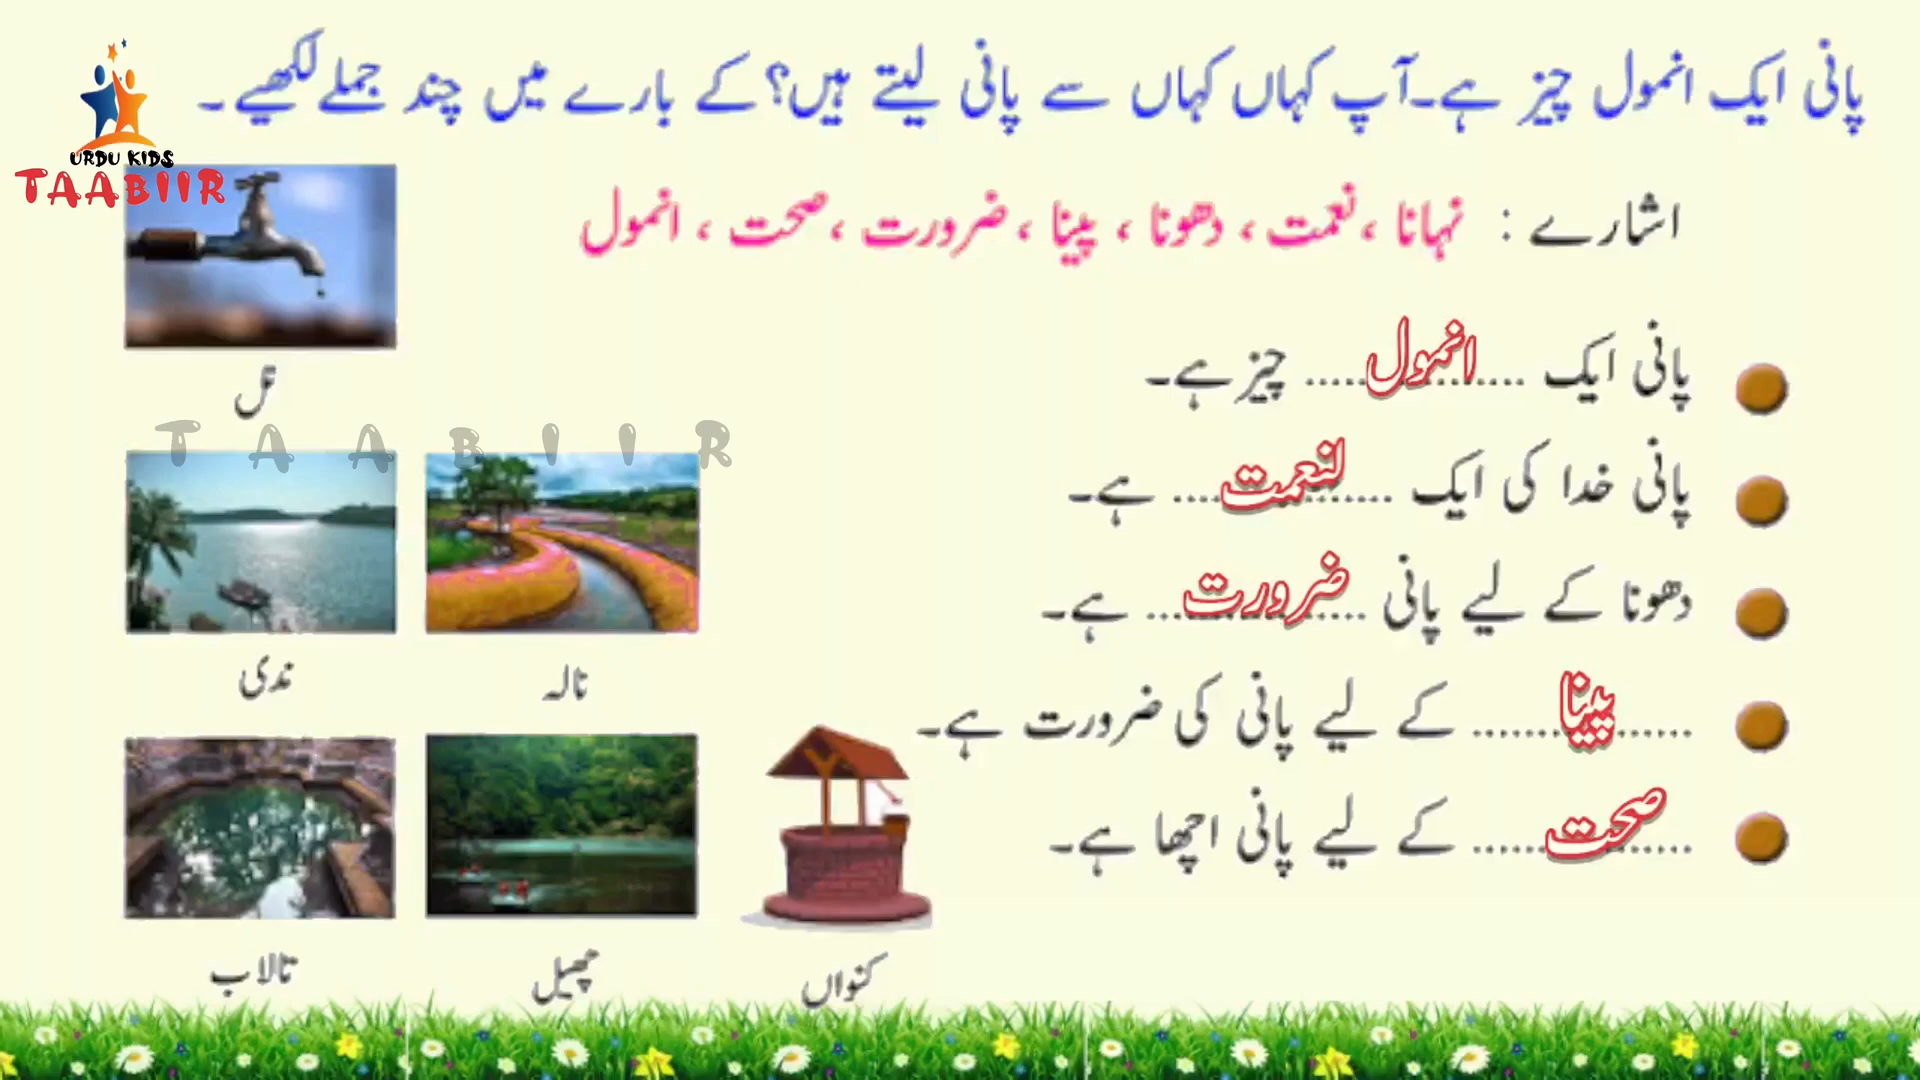 پانی ایک انمول چیز ہے۔آپ کہاں کہاں سے پانی لیتے ہیں؟ کے بارے میں چند جملے لکھیے۔
URDU KIDS
TAABIIR
اشارے : نہانا ، نعمت ، دھونا ، پینا ، ضرورت ، صحت ، انمول
پانی ایک ......انمول...... چیز ہے۔
نل
TAABIIR
پانی خدا کی ایک ......لنعمت...... ہے۔
دھونا کے لیے پانی ......ضرورت...... ہے۔
ندی
نالہ
......پینا...... کے لیے پانی کی ضرورت ہے۔
......صحت...... کے لیے پانی اچھا ہے۔
تالاب
جھیل
کنواں